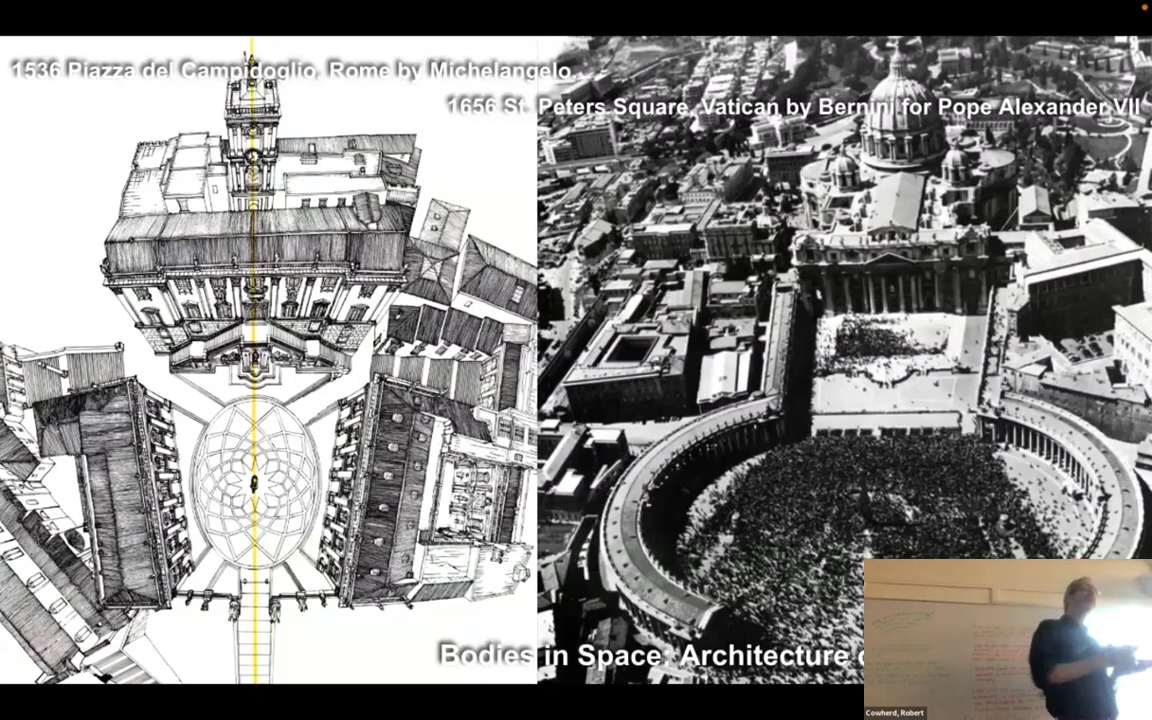 1536 Piazza del Campidoglio, Rome by Michelangelo
1656 St. Peters Square, Vatican by Bernini for Pope Alexander VII
Bodies in Space: Architecture
Cowherd, Robert